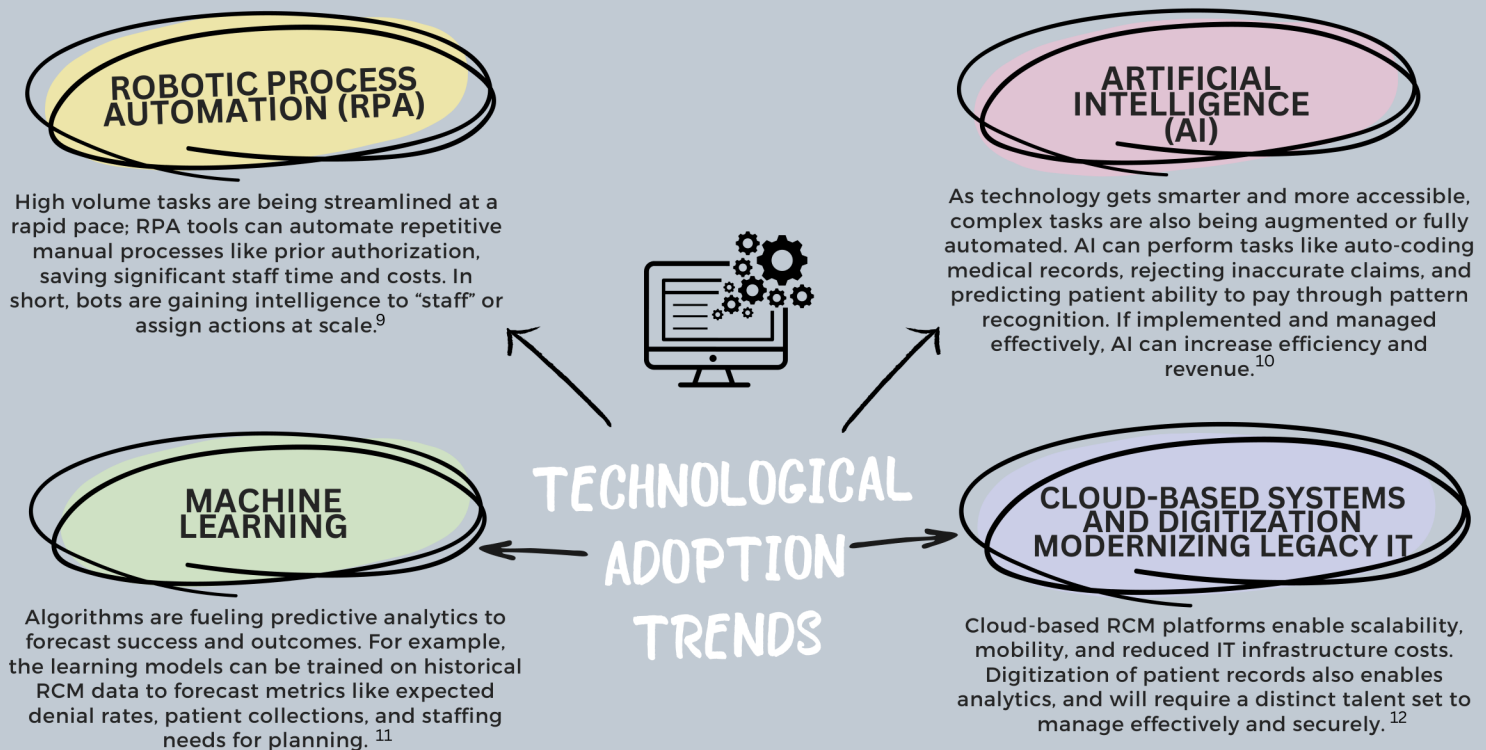 ROBOTIC PROCESS
AUTOMATION (RPA)
High volume tasks are being streamlined at a
rapid pace; RPA tools can automate repetitive
manual processes like prior authorization,
saving significant staff time and costs. In
short, bots are gaining intelligence to “staff” or
assign actions at scale.9
ARTIFICIAL
INTELLIGENCE
(AI)
As technology gets smarter and more accessible,
complex tasks are also being augmented or fully
automated. AI can perform tasks like auto-coding
medical records, rejecting inaccurate claims, and
predicting patient ability to pay through pattern
recognition. If implemented and managed
effectively, AI can increase efficiency and
revenue.10
TECHNOLOGICAL
ADOPTION
TRENDS
MACHINE
LEARNING
Algorithms are fueling predictive analytics to
forecast success and outcomes. For example,
the learning models can be trained on historical
RCM data to forecast metrics like expected
denial rates, patient collections, and staffing
needs for planning. 11
CLOUD-BASED SYSTEMS
AND DIGITIZATION
MODERNIZING LEGACY IT
Cloud-based RCM platforms enable scalability,
mobility, and reduced IT infrastructure costs.
Digitization of patient records also enables
analytics, and will require a distinct talent set to
manage effectively and securely. 12